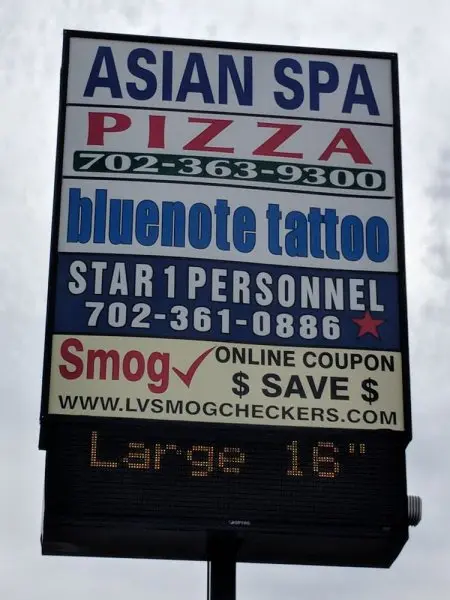 ASIAN SPA
PIZZA
702-363-9300
bluenote tattoo
STAR 1 PERSONNEL
702-361-0886
Smog
ONLINE COUPON
$ SAVE $
WWW.LVSMOGCHECKERS.COM
Large 16"